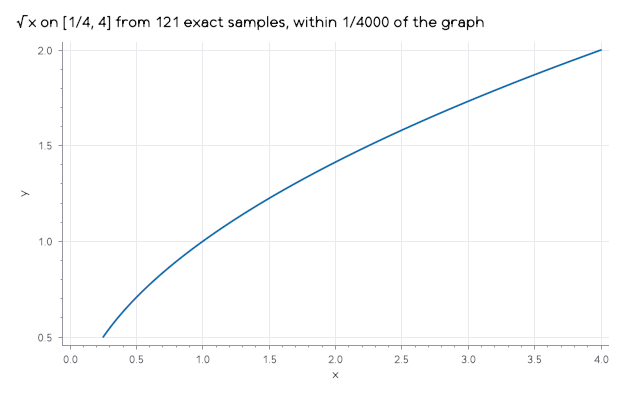 √x on [1/4, 4] from 121 exact samples, within 1/4000 of the graph
2.0
1.5
1.0
0.5
y
0.0 0.5 1.0 1.5 2.0 2.5 3.0 3.5 4.0
x